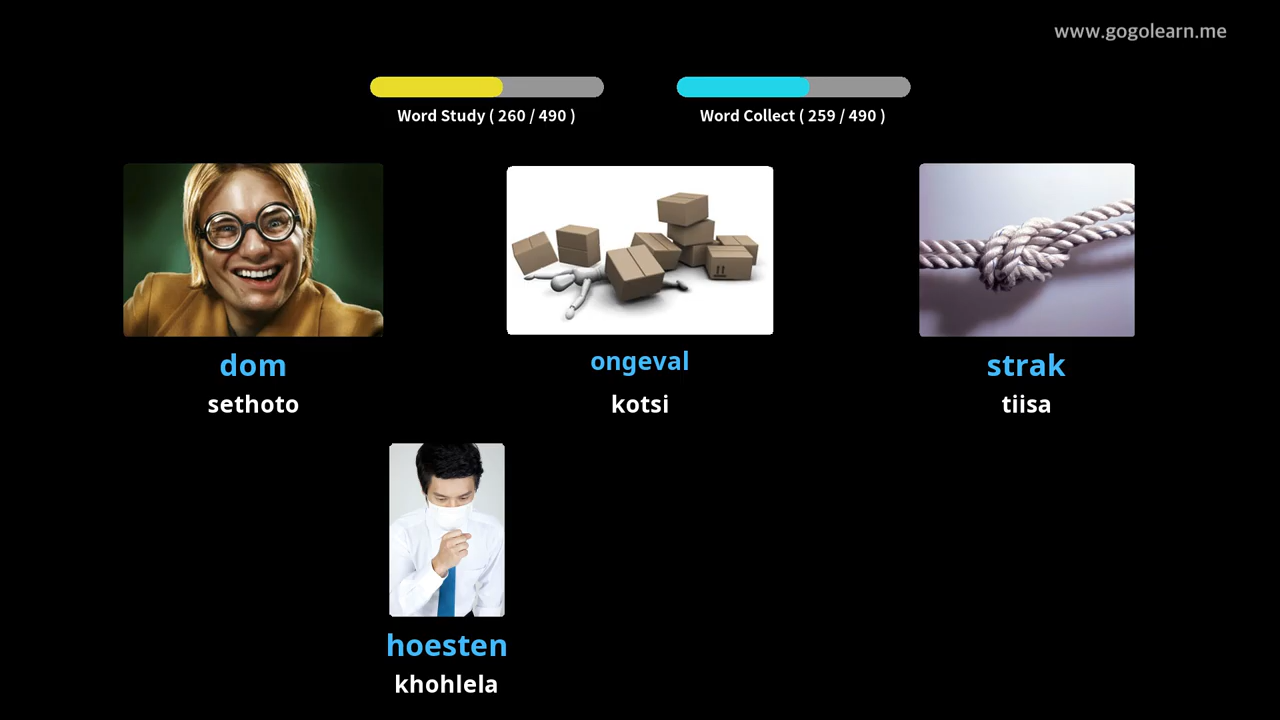 www.gogolearn.me
Word Study ( 260 / 490 )
Word Collect ( 259 / 490 )
dom
sethoto
ongeval
kotsi
strak
tiisa
hoesten
khohlela